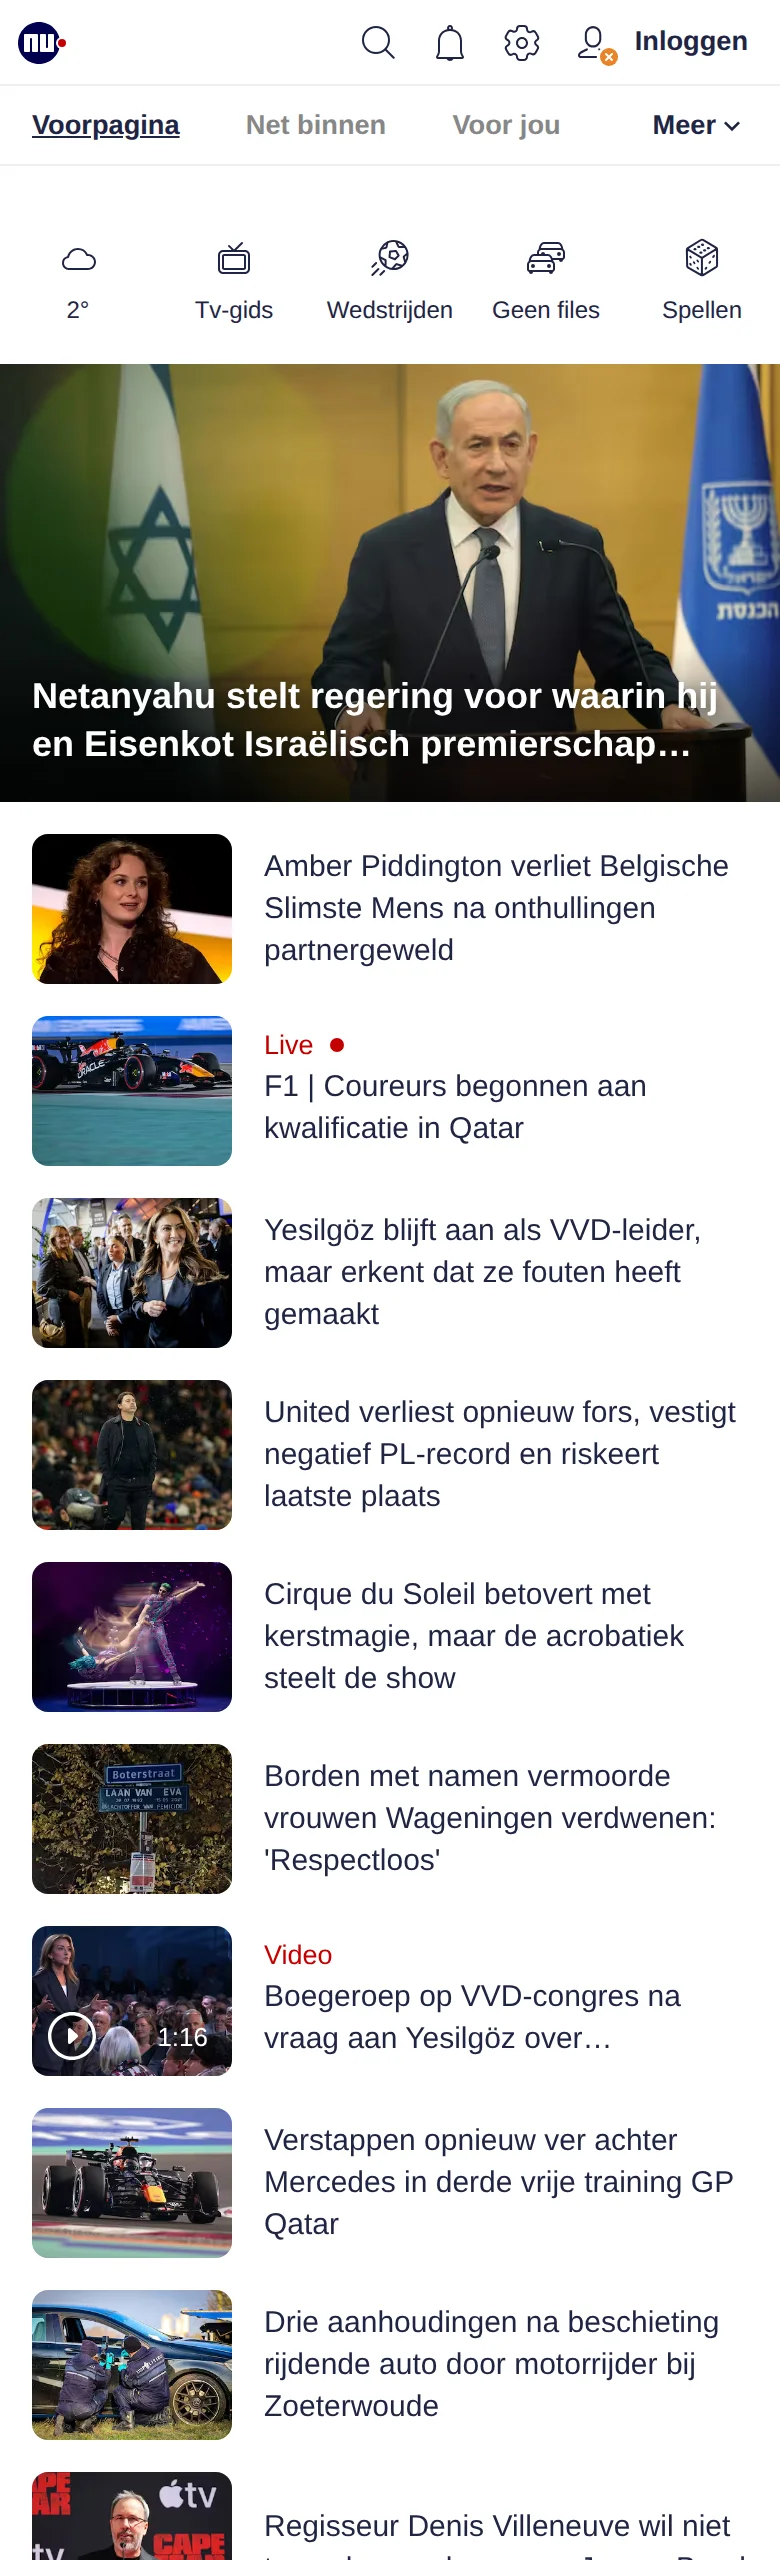 nu
Inloggen
Voorpagina
Net binnen
Voor jou
Meer
2°
Tv-gids
Wedstrijden
Geen files
Spellen
הכנסת
Netanyahu stelt regering voor waarin hij
en Eisenkot Israëlisch premierschap…
Amber Piddington verliet Belgische
Slimste Mens na onthullingen
partnergeweld
ORACLE
Live
F1 | Coureurs begonnen aan
kwalificatie in Qatar
Yesilgöz blijft aan als VVD-leider,
maar erkent dat ze fouten heeft
gemaakt
United verliest opnieuw fors, vestigt
negatief PL-record en riskeert
laatste plaats
Cirque du Soleil betovert met
kerstmagie, maar de acrobatiek
steelt de show
Boterstraat
LAAN VAN EVA
SLACHTOFFER VAN FEMICIDE
Borden met namen vermoorde
vrouwen Wageningen verdwenen:
'Respectloos'
1:16
Video
Boegeroep op VVD-congres na
vraag aan Yesilgöz over…
Verstappen opnieuw ver achter
Mercedes in derde vrije training GP
Qatar
Drie aanhoudingen na beschieting
rijdende auto door motorrijder bij
Zoeterwoude
tv
CAPE
tv
Regisseur Denis Villeneuve wil niet